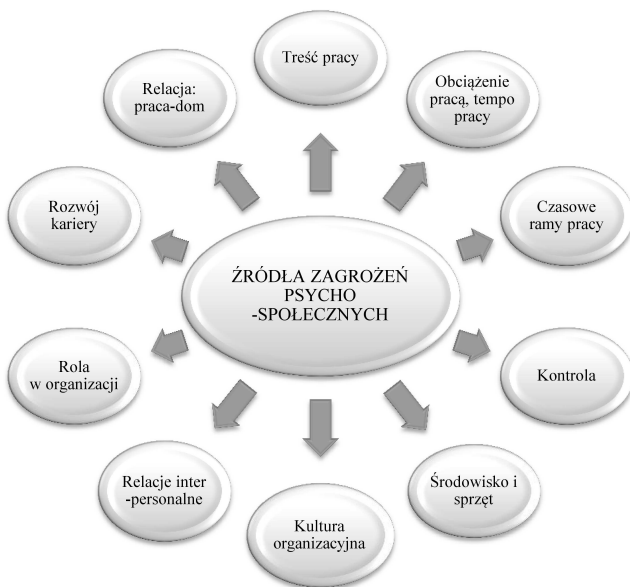 Treść pracy
Relacja:
praca-dom
Obciążenie
pracą, tempo
pracy
Rozwój
kariery
Czasowe
ramy pracy
ŹRÓDŁA ZAGROŻEŃ
PSYCHO
-SPOŁECZNYCH
Rola
w organizacji
Kontrola
Relacje inter
-personalne
Środowisko i
sprzęt
Kultura
organizacyjna